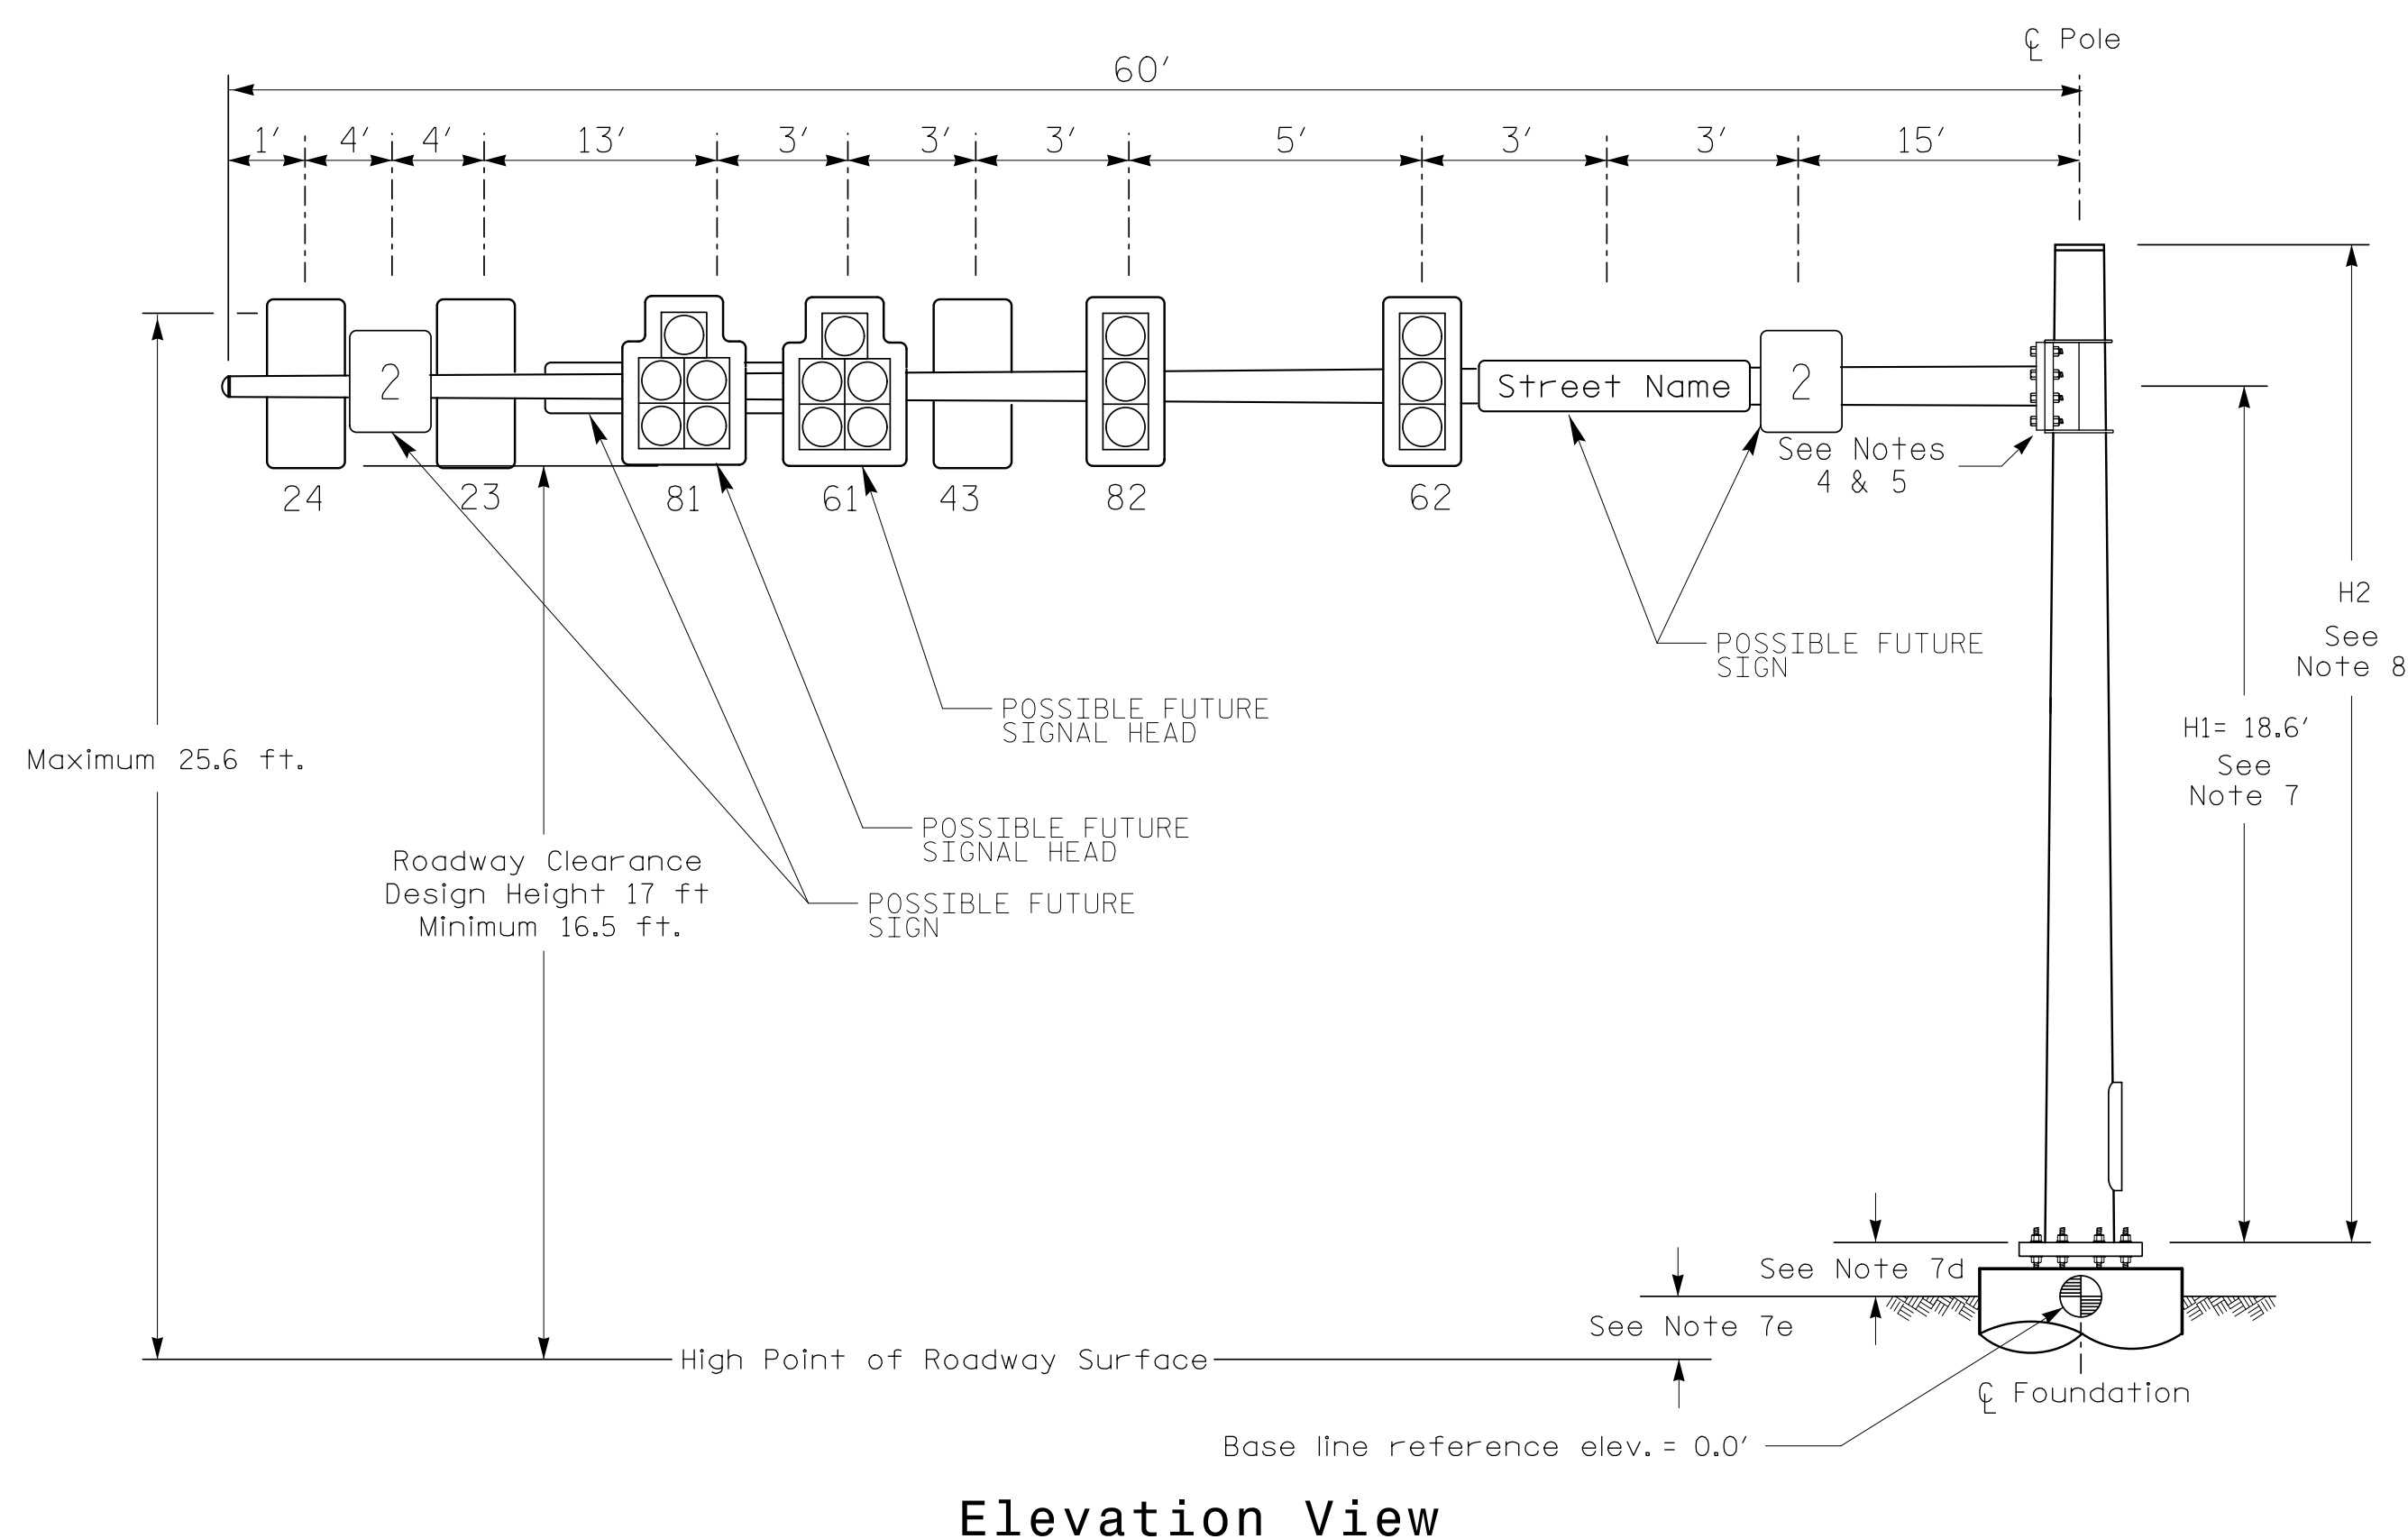 ℄ Pole
60'
1' 4' 4' 13' 3' 3' 3' 5' 3' 3' 15'
2
Street Name
2
24 23 81 61 43 82 62
See Notes
4 & 5
H2
See
Note 8
POSSIBLE FUTURE
SIGN
POSSIBLE FUTURE
SIGNAL HEAD
H1= 18.6'
See
Note 7
Maximum 25.6 ft.
POSSIBLE FUTURE
SIGNAL HEAD
Roadway Clearance
Design Height 17 ft
Minimum 16.5 ft.
POSSIBLE FUTURE
SIGN
See Note 7d
See Note 7e
High Point of Roadway Surface
℄ Foundation
Base line reference elev.= 0.0'
Elevation View